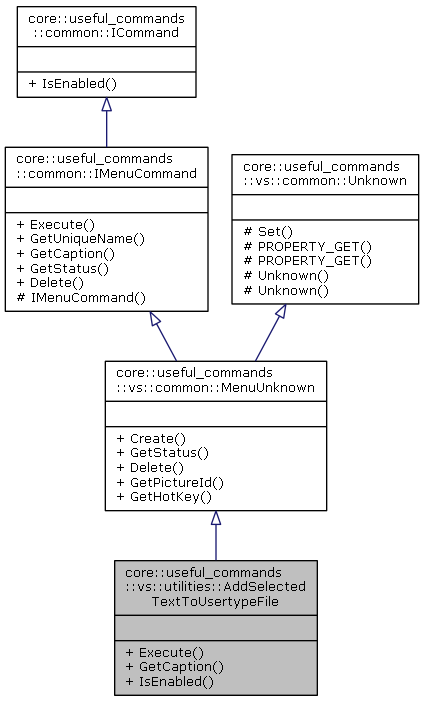 core::useful_commands
::common::ICommand
+ IsEnabled()
core::useful_commands
::common::IMenuCommand
+ Execute()
+ GetUniqueName()
+ GetCaption()
+ GetStatus()
+ Delete()
# IMenuCommand()
core::useful_commands
::vs::common::Unknown
# Set()
# PROPERTY_GET()
# PROPERTY_GET()
# Unknown()
# Unknown()
core::useful_commands
::vs::common::MenuUnknown
+ Create()
+ GetStatus()
+ Delete()
+ GetPictureId()
+ GetHotKey()
core::useful_commands
::vs::utilities::AddSelected
TextToUsertypeFile
+ Execute()
+ GetCaption()
+ IsEnabled()